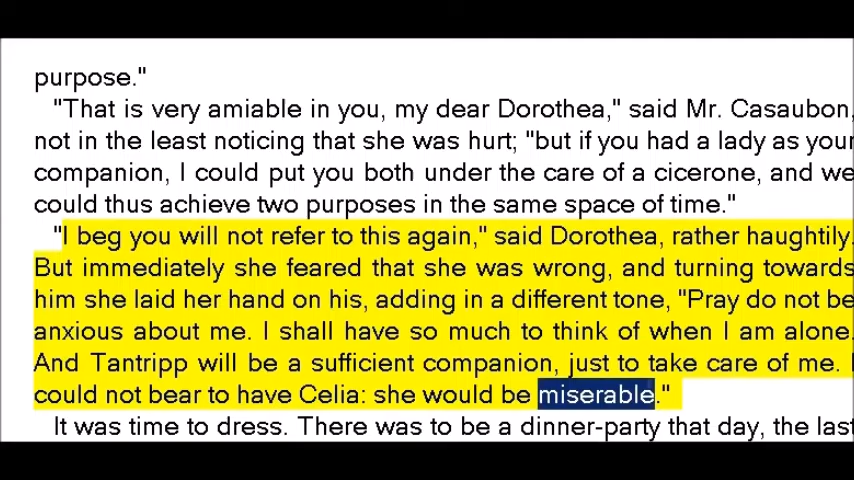 purpose."
"That is very amiable in you, my dear Dorothea," said Mr. Casaubon,
not in the least noticing that she was hurt; "but if you had a lady as your
companion, I could put you both under the care of a cicerone, and we
could thus achieve two purposes in the same space of time."
"I beg you will not refer to this again," said Dorothea, rather haughtily.
But immediately she feared that she was wrong, and turning towards
him she laid her hand on his, adding in a different tone, "Pray do not be
anxious about me. I shall have so much to think of when I am alone.
And Tantripp will be a sufficient companion, just to take care of me. I
could not bear to have Celia: she would be miserable."
It was time to dress. There was to be a dinner-party that day, the last